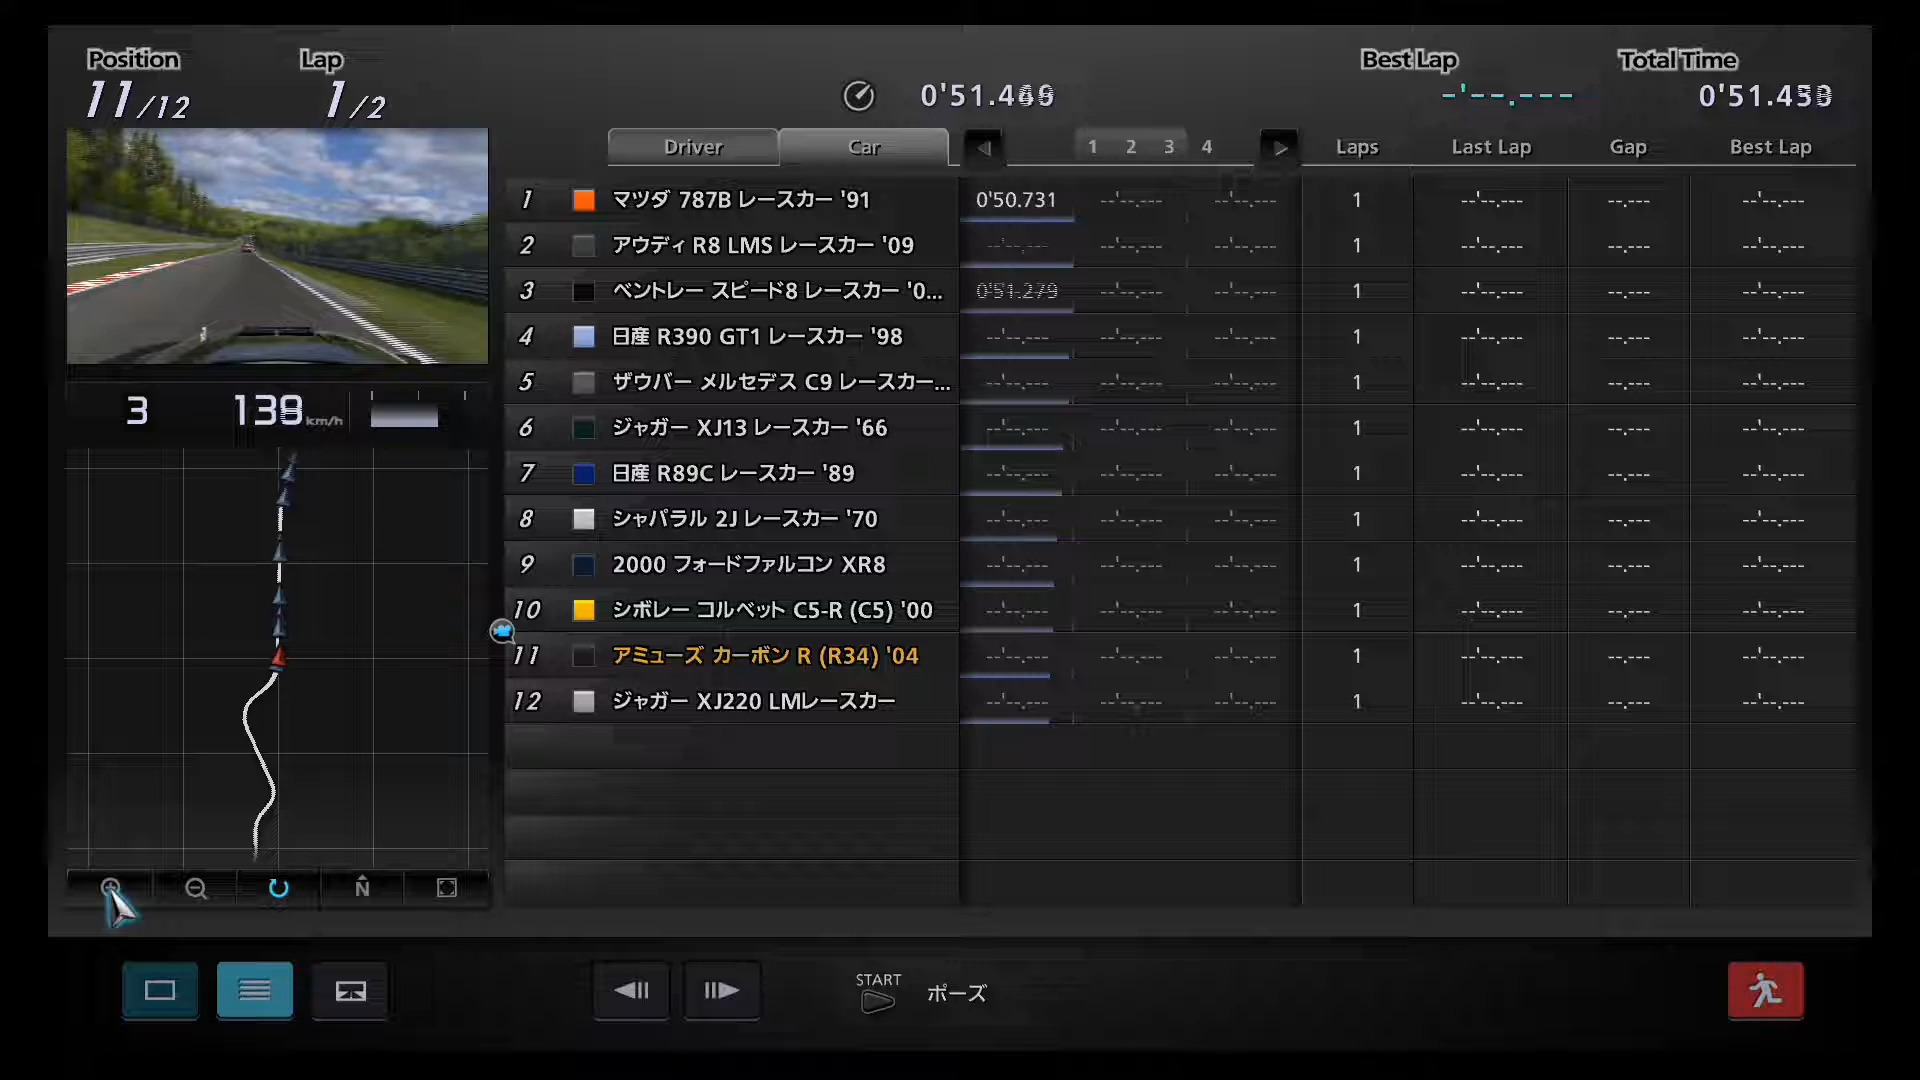 Position
Lap
Best Lap
Total Time
11/12
1/2
-'--.---
Driver
Car
1 2 3 4
Laps
Last Lap
Gap
Best Lap
1 マツダ 787B レースカー '91 0'50.731 --'--.--- --'--.--- 1 --'--.--- --.--- --'--.---
2 アウディ R8 LMS レースカー '09 --'--.--- --'--.--- --'--.--- 1 --'--.--- --.--- --'--.---
3 ベントレー スピード8 レースカー '0... 0'51.279 --'--.--- --'--.--- 1 --'--.--- --.--- --'--.---
4 日産 R390 GT1 レースカー '98 --'--.--- --'--.--- --'--.--- 1 --'--.--- --.--- --'--.---
5 ザウバー メルセデス C9 レースカー... --'--.--- --'--.--- --'--.--- 1 --'--.--- --.--- --'--.---
6 ジャガー XJ13 レースカー '66 --'--.--- --'--.--- --'--.--- 1 --'--.--- --.--- --'--.---
7 日産 R89C レースカー '89 --'--.--- --'--.--- --'--.--- 1 --'--.--- --.--- --'--.---
8 シャパラル 2J レースカー '70 --'--.--- --'--.--- --'--.--- 1 --'--.--- --.--- --'--.---
9 2000 フォードファルコン XR8 --'--.--- --'--.--- --'--.--- 1 --'--.--- --.--- --'--.---
10 シボレー コルベット C5-R (C5) '00 --'--.--- --'--.--- --'--.--- 1 --'--.--- --.--- --'--.---
11 アミューズ カーボン R (R34) '04 --'--.--- --'--.--- --'--.--- 1 --'--.--- --.--- --'--.---
12 ジャガー XJ220 LMレースカー --'--.--- --'--.--- --'--.--- 1 --'--.--- --.--- --'--.---
3
km/h
N
START
ポーズ